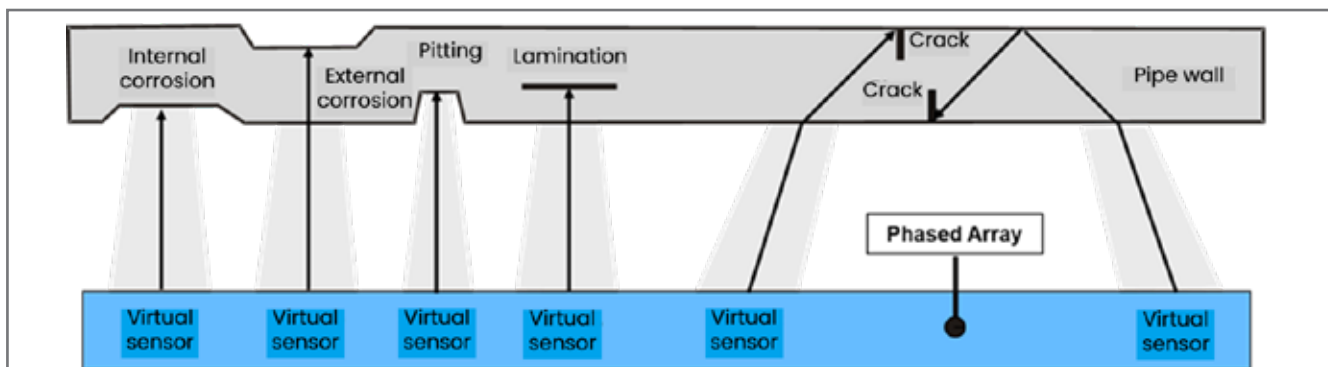 Internal
corrosion
External
corrosion
Pitting
Lamination
Crack
Crack
Pipe wall
Phased Array
Virtual
sensor
Virtual
sensor
Virtual
sensor
Virtual
sensor
Virtual
sensor
Virtual
sensor